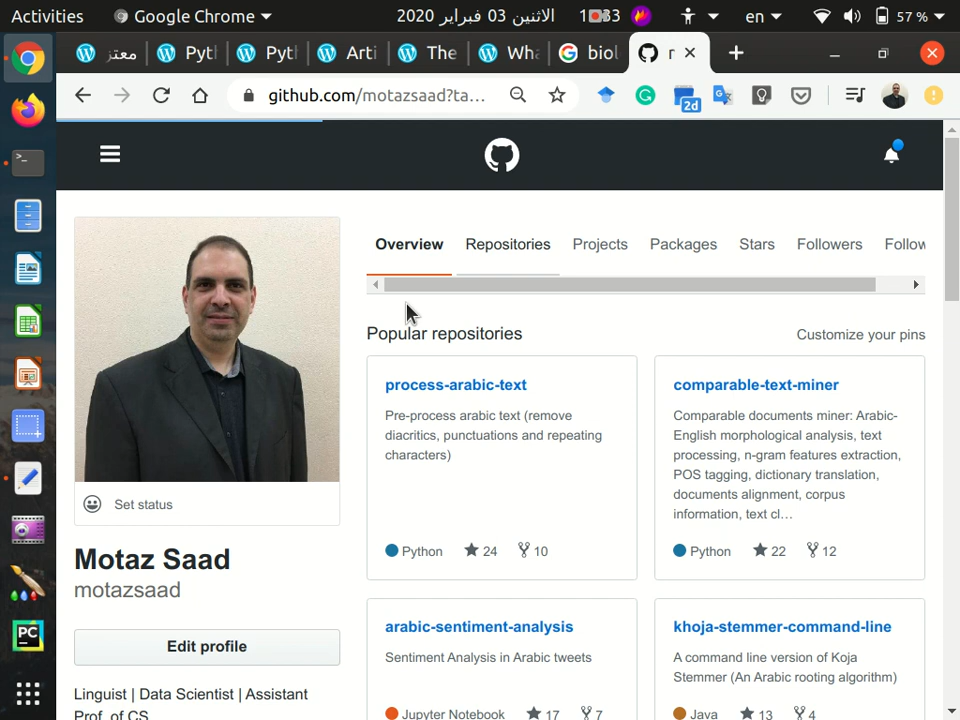 Activities
Google Chrome
الاثنين 03 فبراير 2020
en
57 %
معتز
Pyt
Pyt
Arti
The
Wha
biol
github.com/motazsaad?ta...
2d
Overview
Repositories
Projects
Packages
Stars
Followers
Follow
Popular repositories
Customize your pins
process-arabic-text
Pre-process arabic text (remove
diacritics, punctuations and repeating
characters)
Python
24
10
comparable-text-miner
Comparable documents miner: Arabic-
English morphological analysis, text
processing, n-gram features extraction,
POS tagging, dictionary translation,
documents alignment, corpus
information, text cl…
Python
22
12
Set status
Motaz Saad
motazsaad
Edit profile
Linguist | Data Scientist | Assistant
Prof. of CS
arabic-sentiment-analysis
Sentiment Analysis in Arabic tweets
Jupyter Notebook
17
7
khoja-stemmer-command-line
A command line version of Koja
Stemmer (An Arabic rooting algorithm)
Java
13
4
PC